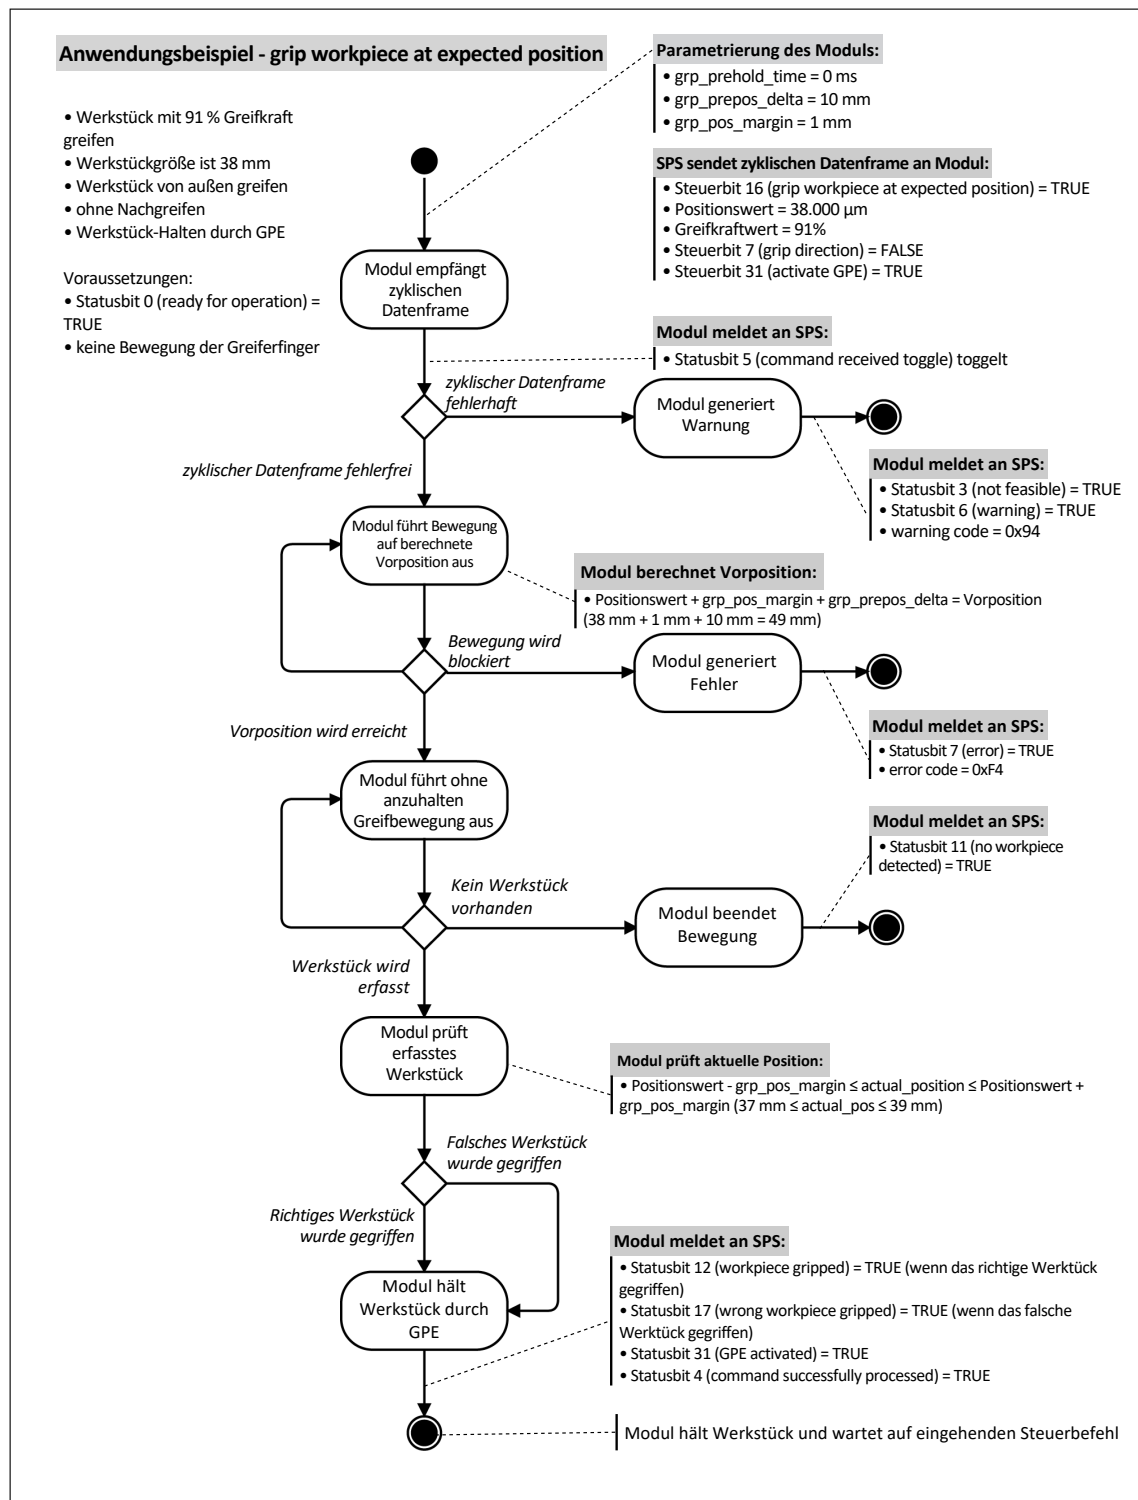 Anwendungsbeispiel - grip workpiece at expected position
• Werkstück mit 91 % Greifkraft
greifen
• Werkstückgröße ist 38 mm
• Werkstück von außen greifen
• ohne Nachgreifen
• Werkstück-Halten durch GPE
Voraussetzungen:
• Statusbit 0 (ready for operation) =
TRUE
• keine Bewegung der Greiferfinger
Parametrierung des Moduls:
• grp_prehold_time = 0 ms
• grp_prepos_delta = 10 mm
• grp_pos_margin = 1 mm
SPS sendet zyklischen Datenframe an Modul:
• Steuerbit 16 (grip workpiece at expected position) = TRUE
• Positionswert = 38.000 µm
• Greifkraftwert = 91%
• Steuerbit 7 (grip direction) = FALSE
• Steuerbit 31 (activate GPE) = TRUE
Modul empfängt
zyklischen
Datenframe
Modul meldet an SPS:
• Statusbit 5 (command received toggle) toggelt
zyklischer Datenframe
fehlerhaft
Modul generiert
Warnung
Modul meldet an SPS:
• Statusbit 3 (not feasible) = TRUE
• Statusbit 6 (warning) = TRUE
• warning code = 0x94
zyklischer Datenframe fehlerfrei
Modul führt Bewegung
auf berechnete
Vorposition aus
Modul berechnet Vorposition:
• Positionswert + grp_pos_margin + grp_prepos_delta = Vorposition
(38 mm + 1 mm + 10 mm = 49 mm)
Bewegung wird
blockiert
Modul generiert
Fehler
Modul meldet an SPS:
• Statusbit 7 (error) = TRUE
• error code = 0xF4
Vorposition wird erreicht
Modul führt ohne
anzuhalten
Greifbewegung aus
Modul meldet an SPS:
• Statusbit 11 (no workpiece
detected) = TRUE
Kein Werkstück
vorhanden
Modul beendet
Bewegung
Werkstück wird
erfasst
Modul prüft
erfasstes
Werkstück
Modul prüft aktuelle Position:
• Positionswert - grp_pos_margin ≤ actual_position ≤ Positionswert +
grp_pos_margin (37 mm ≤ actual_pos ≤ 39 mm)
Falsches Werkstück
wurde gegriffen
Richtiges Werkstück
wurde gegriffen
Modul hält
Werkstück durch
GPE
Modul meldet an SPS:
• Statusbit 12 (workpiece gripped) = TRUE (wenn das richtige Werktück
gegriffen)
• Statusbit 17 (wrong workpiece gripped) = TRUE (wenn das falsche
Werktück gegriffen)
• Statusbit 31 (GPE activated) = TRUE
• Statusbit 4 (command successfully processed) = TRUE
Modul hält Werkstück und wartet auf eingehenden Steuerbefehl